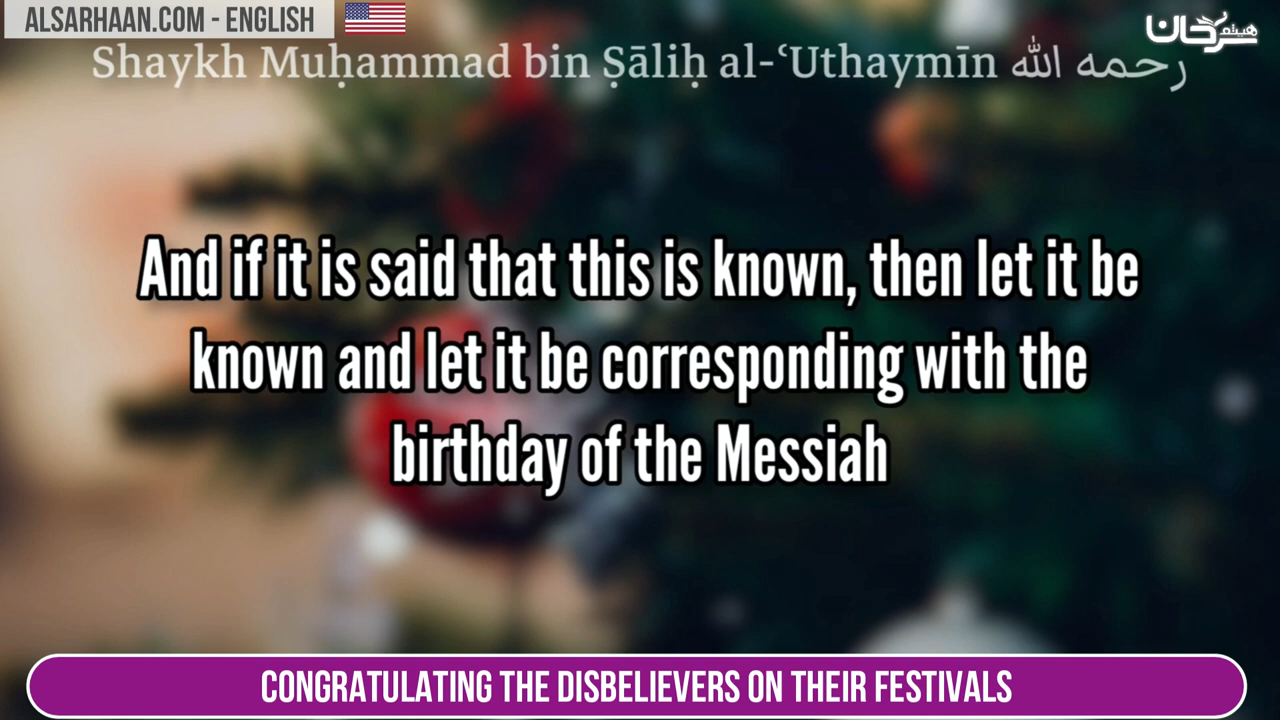 ALSARHAAN.COM - ENGLISH
هيثم سرحان
Shaykh Muḥammad bin Ṣāliḥ al-ʿUthaymīn رحمه الله
And if it is said that this is known, then let it be
known and let it be corresponding with the
birthday of the Messiah
CONGRATULATING THE DISBELIEVERS ON THEIR FESTIVALS